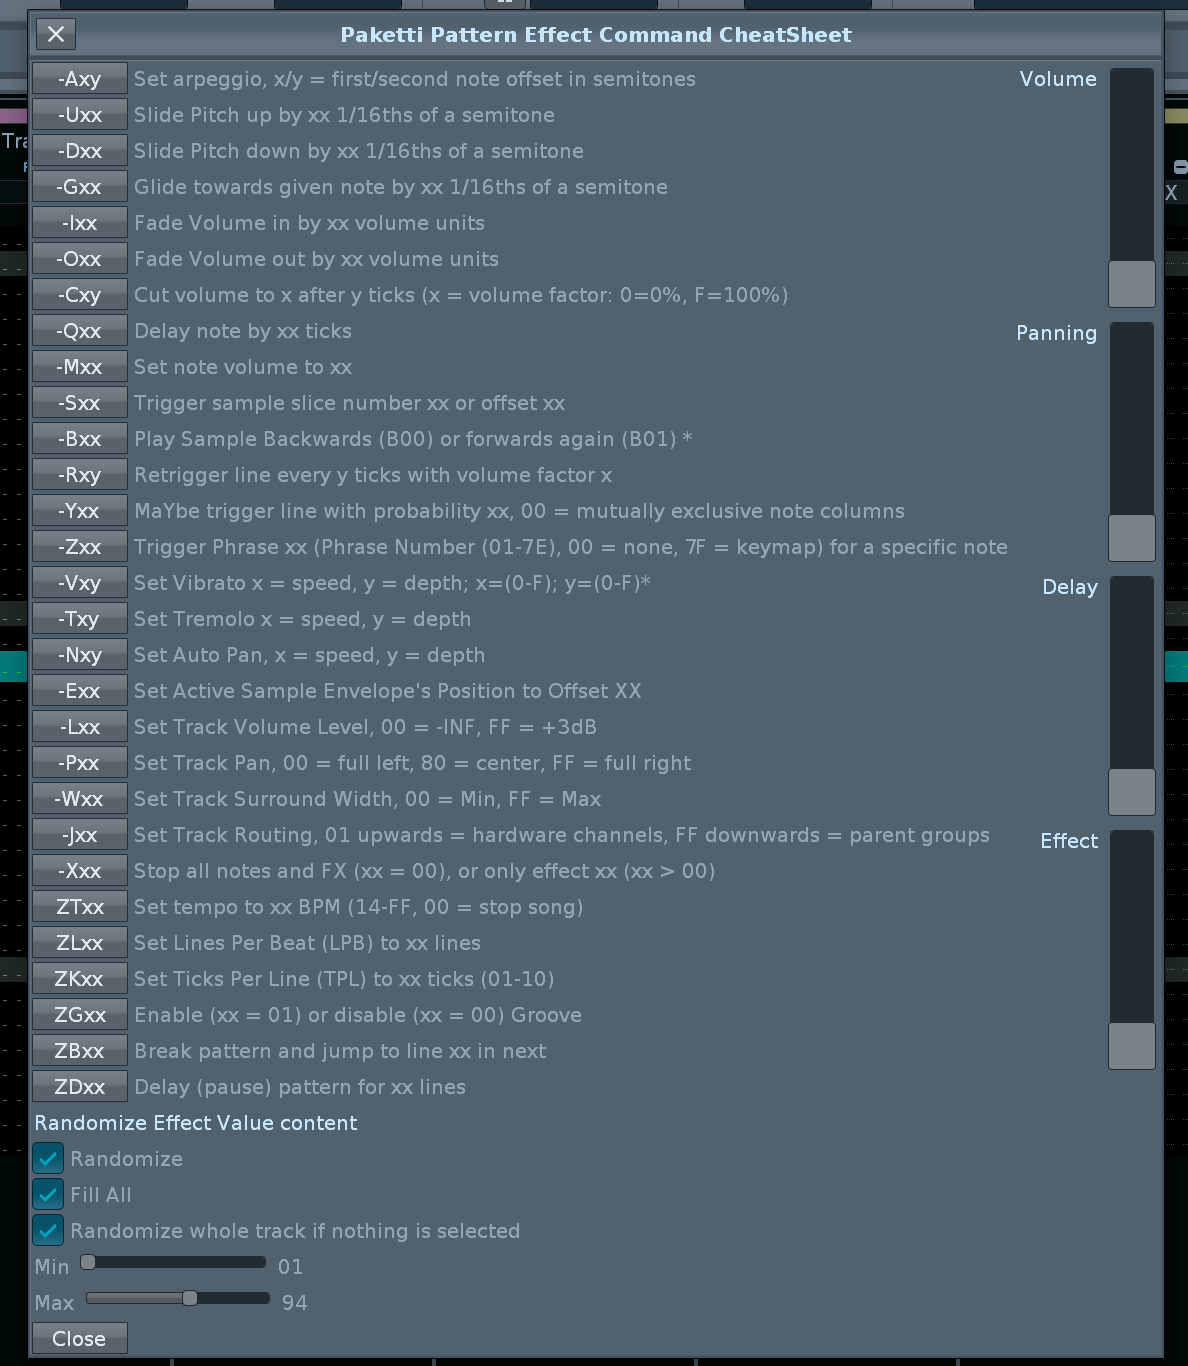 Paketti Pattern Effect Command CheatSheet
-Axy Set arpeggio, x/y = first/second note offset in semitones
Volume
-Uxx Slide Pitch up by xx 1/16ths of a semitone
-Dxx Slide Pitch down by xx 1/16ths of a semitone
-Gxx Glide towards given note by xx 1/16ths of a semitone
-Ixx Fade Volume in by xx volume units
-Oxx Fade Volume out by xx volume units
-Cxy Cut volume to x after y ticks (x = volume factor: 0=0%, F=100%)
-Qxx Delay note by xx ticks
Panning
-Mxx Set note volume to xx
-Sxx Trigger sample slice number xx or offset xx
-Bxx Play Sample Backwards (B00) or forwards again (B01) *
-Rxy Retrigger line every y ticks with volume factor x
-Yxx MaYbe trigger line with probability xx, 00 = mutually exclusive note columns
-Zxx Trigger Phrase xx (Phrase Number (01-7E), 00 = none, 7F = keymap) for a specific note
-Vxy Set Vibrato x = speed, y = depth; x=(0-F); y=(0-F)*
Delay
-Txy Set Tremolo x = speed, y = depth
-Nxy Set Auto Pan, x = speed, y = depth
-Exx Set Active Sample Envelope's Position to Offset XX
-Lxx Set Track Volume Level, 00 = -INF, FF = +3dB
-Pxx Set Track Pan, 00 = full left, 80 = center, FF = full right
-Wxx Set Track Surround Width, 00 = Min, FF = Max
-Jxx Set Track Routing, 01 upwards = hardware channels, FF downwards = parent groups
Effect
-Xxx Stop all notes and FX (xx = 00), or only effect xx (xx > 00)
ZTxx Set tempo to xx BPM (14-FF, 00 = stop song)
ZLxx Set Lines Per Beat (LPB) to xx lines
ZKxx Set Ticks Per Line (TPL) to xx ticks (01-10)
ZGxx Enable (xx = 01) or disable (xx = 00) Groove
ZBxx Break pattern and jump to line xx in next
ZDxx Delay (pause) pattern for xx lines
Randomize Effect Value content
Randomize
Fill All
Randomize whole track if nothing is selected
Min 01
Max 94
Close